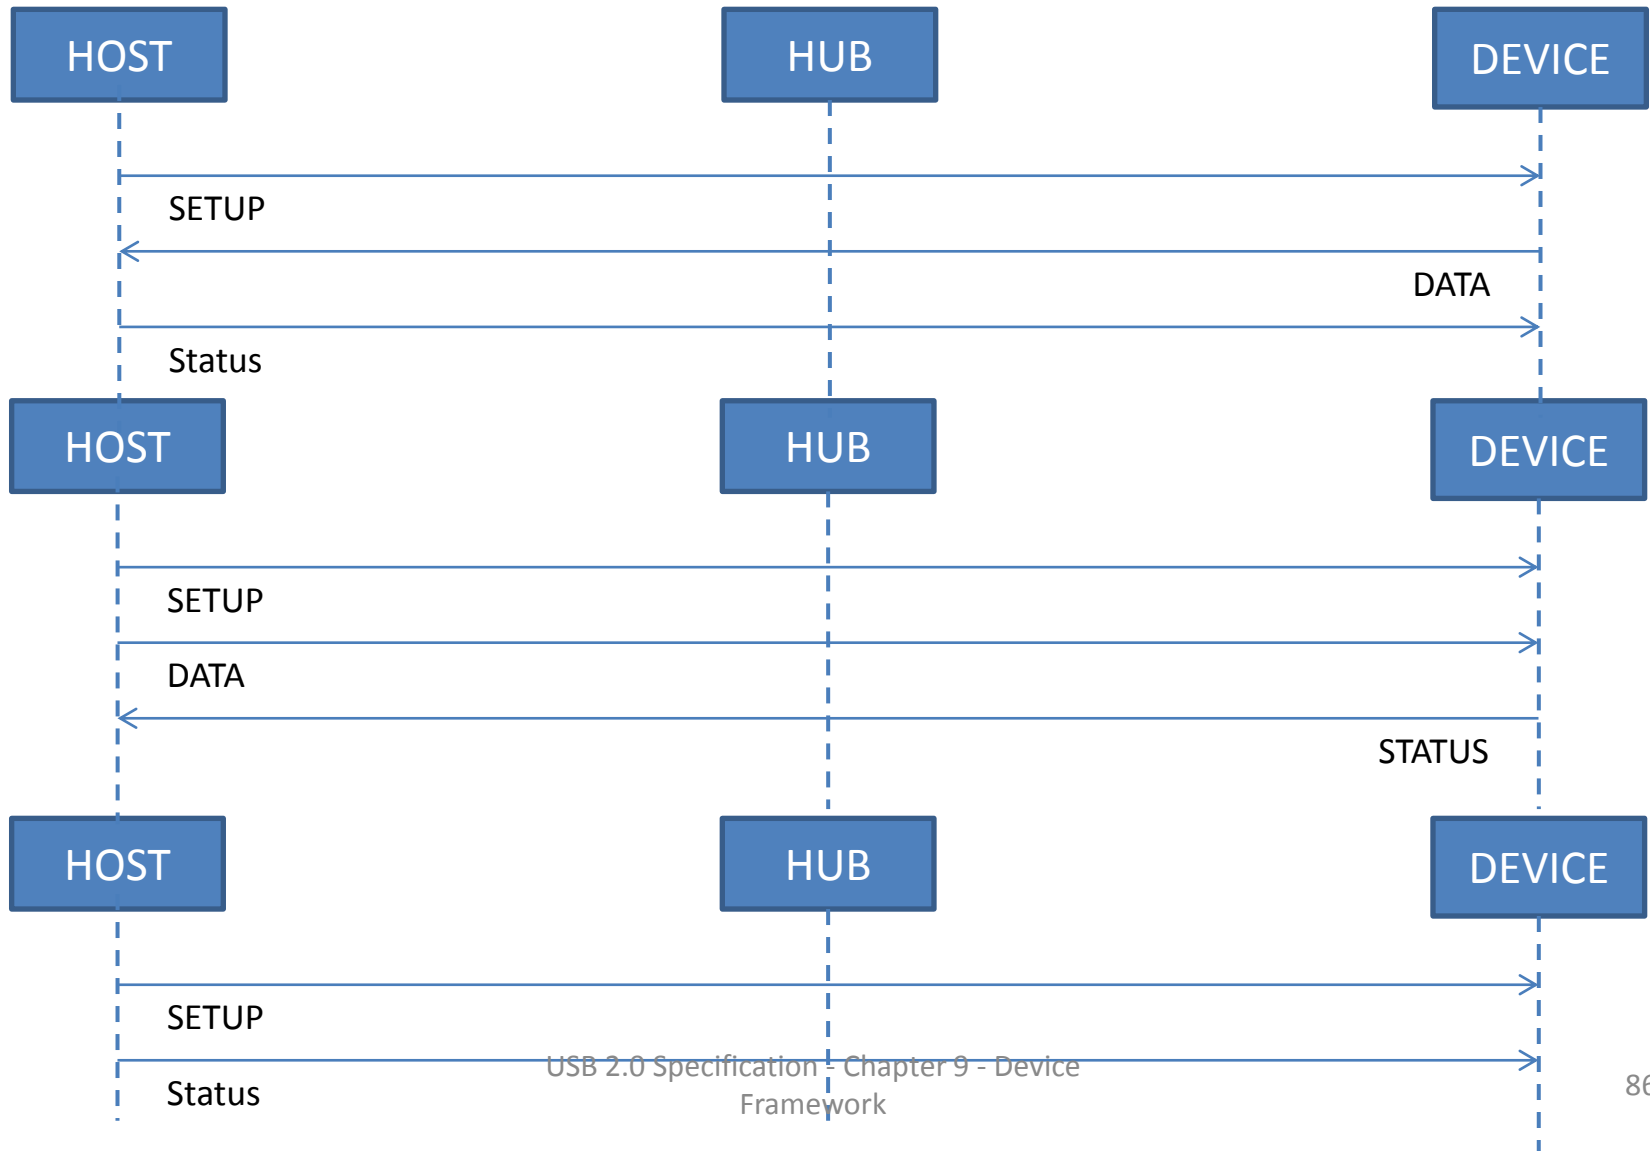 HOST HUB DEVICE
SETUP
DATA
Status
HOST HUB DEVICE
SETUP
DATA
STATUS
HOST HUB DEVICE
SETUP
USB 2.0 Specification - Chapter 9 - Device
Framework
Status
86